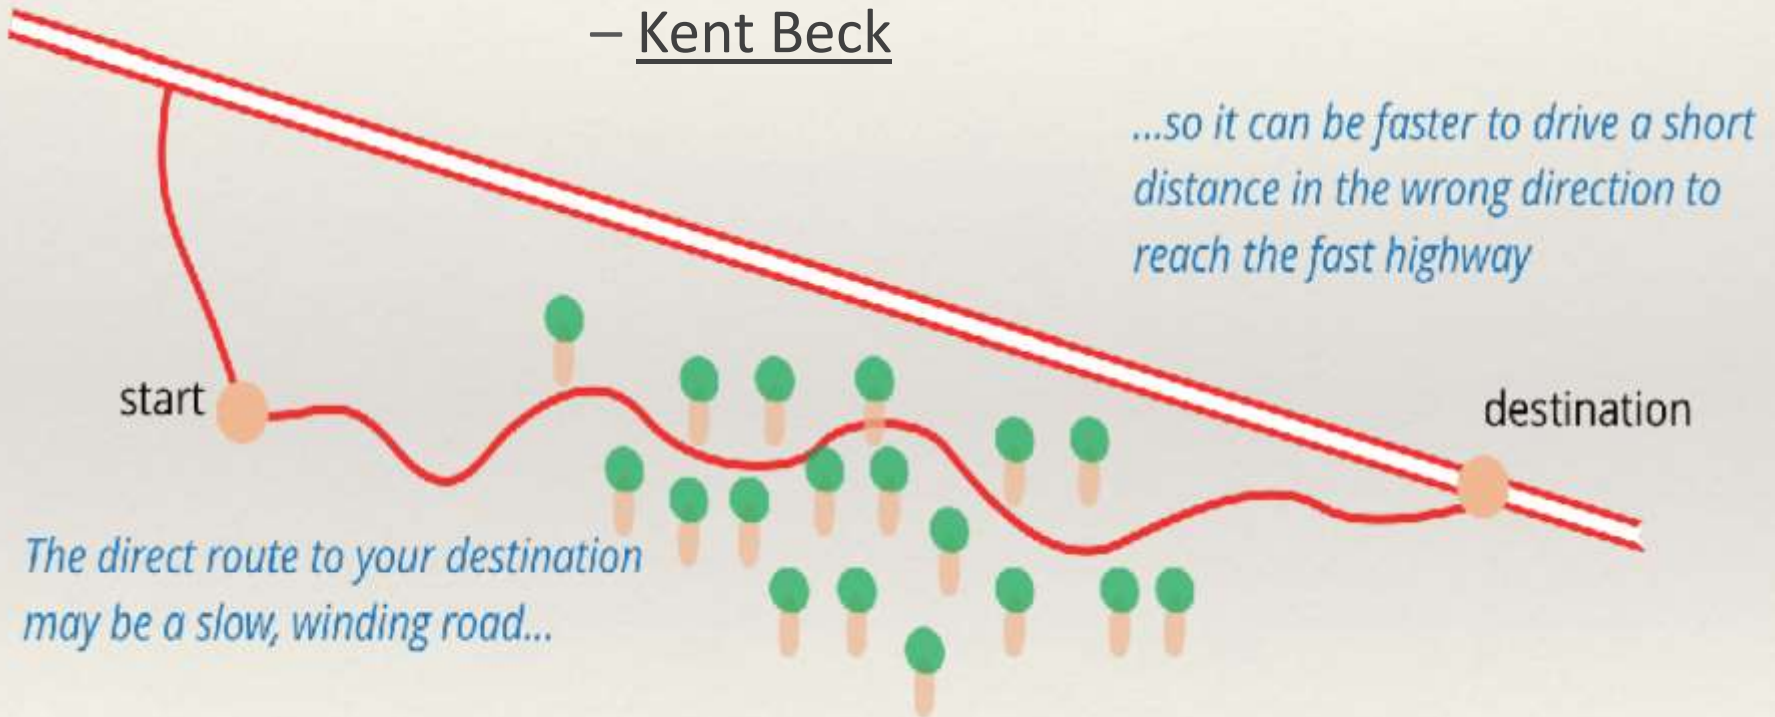 – Kent Beck
...so it can be faster to drive a short
distance in the wrong direction to
reach the fast highway
start
destination
The direct route to your destination
may be a slow, winding road...